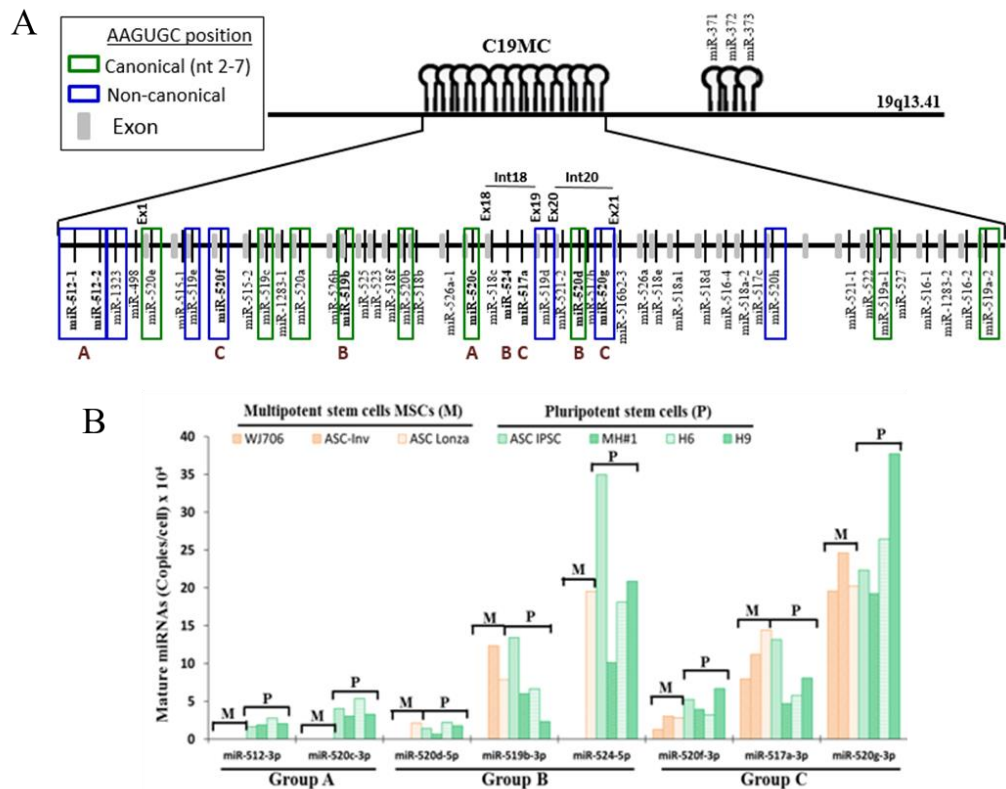 A
AAGUGC position
Canonical (nt 2-7)
Non-canonical
Exon
C19MC
miR-371
miR-372
miR-373
19q13.41
Int18
Int20
Ex1
Ex18
Ex19
Ex20
Ex21
miR-512-1
miR-512-2
miR-1323
miR-498
miR-520e
miR-515-1
miR-519e
miR-520f
miR-515-2
miR-519c
miR-1283-1
miR-520a
miR-526b
miR-519b
miR-525
miR-523
miR-518f
miR-520b
miR-518b
miR-526a-1
miR-520c
miR-518c
miR-524
miR-517a
miR-519d
miR-521-2
miR-520d
miR-517b
miR-520g
miR-516b2-3
miR-526a
miR-518e
miR-518a1
miR-518d
miR-516-4
miR-518a-2
miR-517c
miR-520h
miR-521-1
miR-522
miR-519a-1
miR-527
miR-516-1
miR-1283-2
miR-516-2
miR-519a-2
A C B A B C B C
B
Multipotent stem cells MSCs (M) Pluripotent stem cells (P)
WJ706 ASC-Inv ASC Lonza ASC IPSC MH#1 H6 H9
Mature miRNAs (Copies/cell) x 10⁴
40
35
30
25
20
15
10
5
0
M P M P M P M P M P M P M P M P
miR-512-3p miR-520c-3p miR-520d-5p miR-519b-3p miR-524-5p miR-520f-3p miR-517a-3p miR-520g-3p
Group A Group B Group C